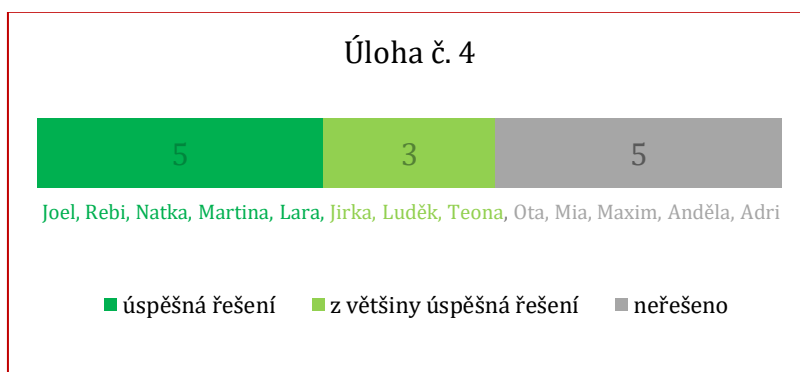 Úloha č. 4
5 3 5
Joel, Rebi, Natka, Martina, Lara, Jirka, Luděk, Teona, Ota, Mia, Maxim, Anděla, Adri
úspěšná řešení z většiny úspěšná řešení neřešeno